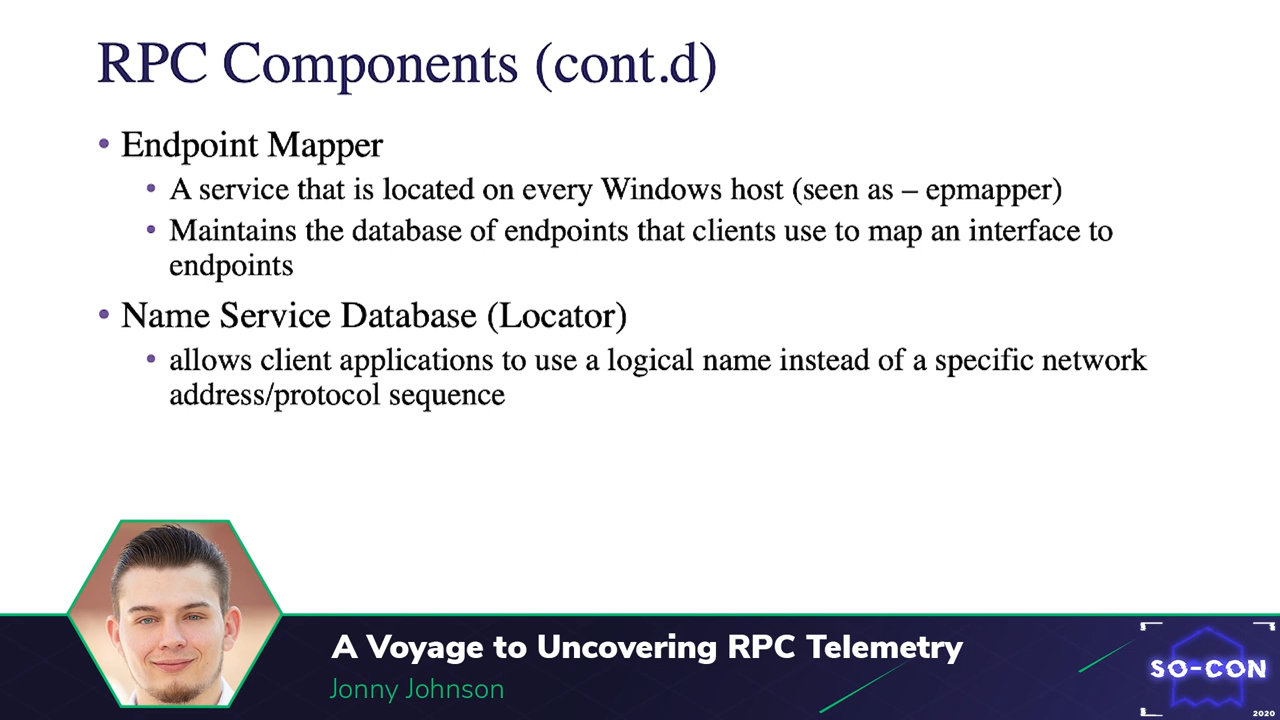 RPC Components (cont.d)
• Endpoint Mapper
• A service that is located on every Windows host (seen as – epmapper)
• Maintains the database of endpoints that clients use to map an interface to
endpoints
• Name Service Database (Locator)
• allows client applications to use a logical name instead of a specific network
address/protocol sequence
A Voyage to Uncovering RPC Telemetry
Jonny Johnson
SO-CON
2020